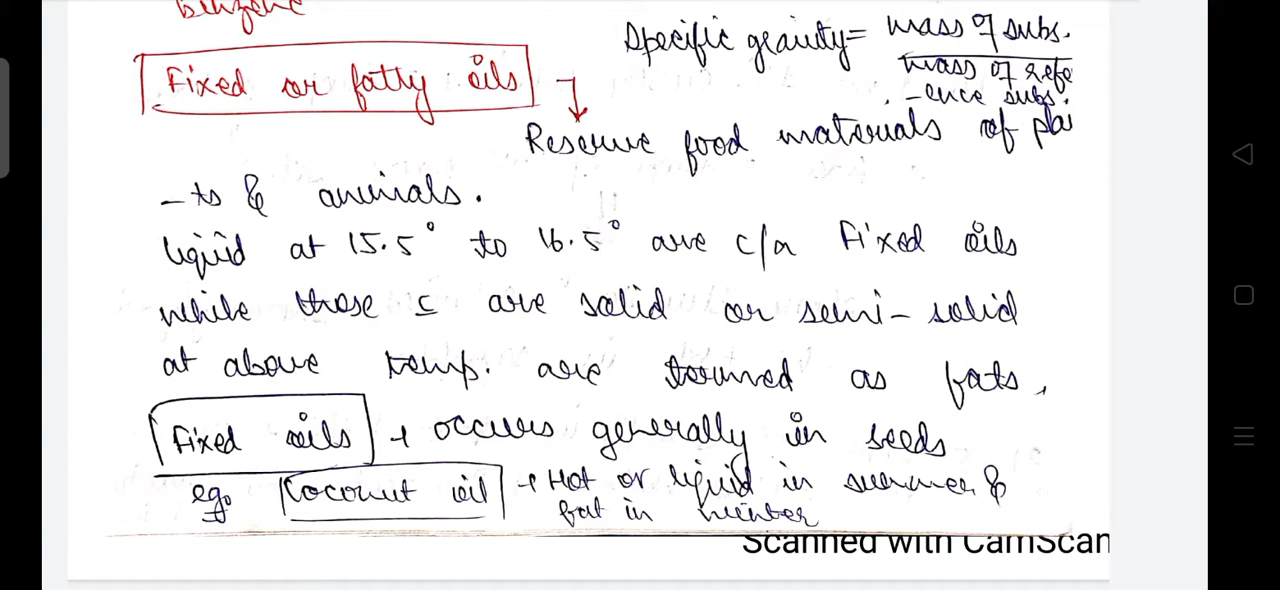 benzene
Specific gravity = mass of subs.
mass of refe
-ence subs.
Fixed or fatty oils →
Reserve food materials of plan
-ts & animals.
liquid at 15.5° to 16.5° are c/a Fixed oils
while those c are solid or semi-solid
at above temp. are termed as fats.
Fixed oils → occurs generally in seeds
eg. Coconut oil → Hot or liquid in summer &
fat in winter
Scanned with CamScan